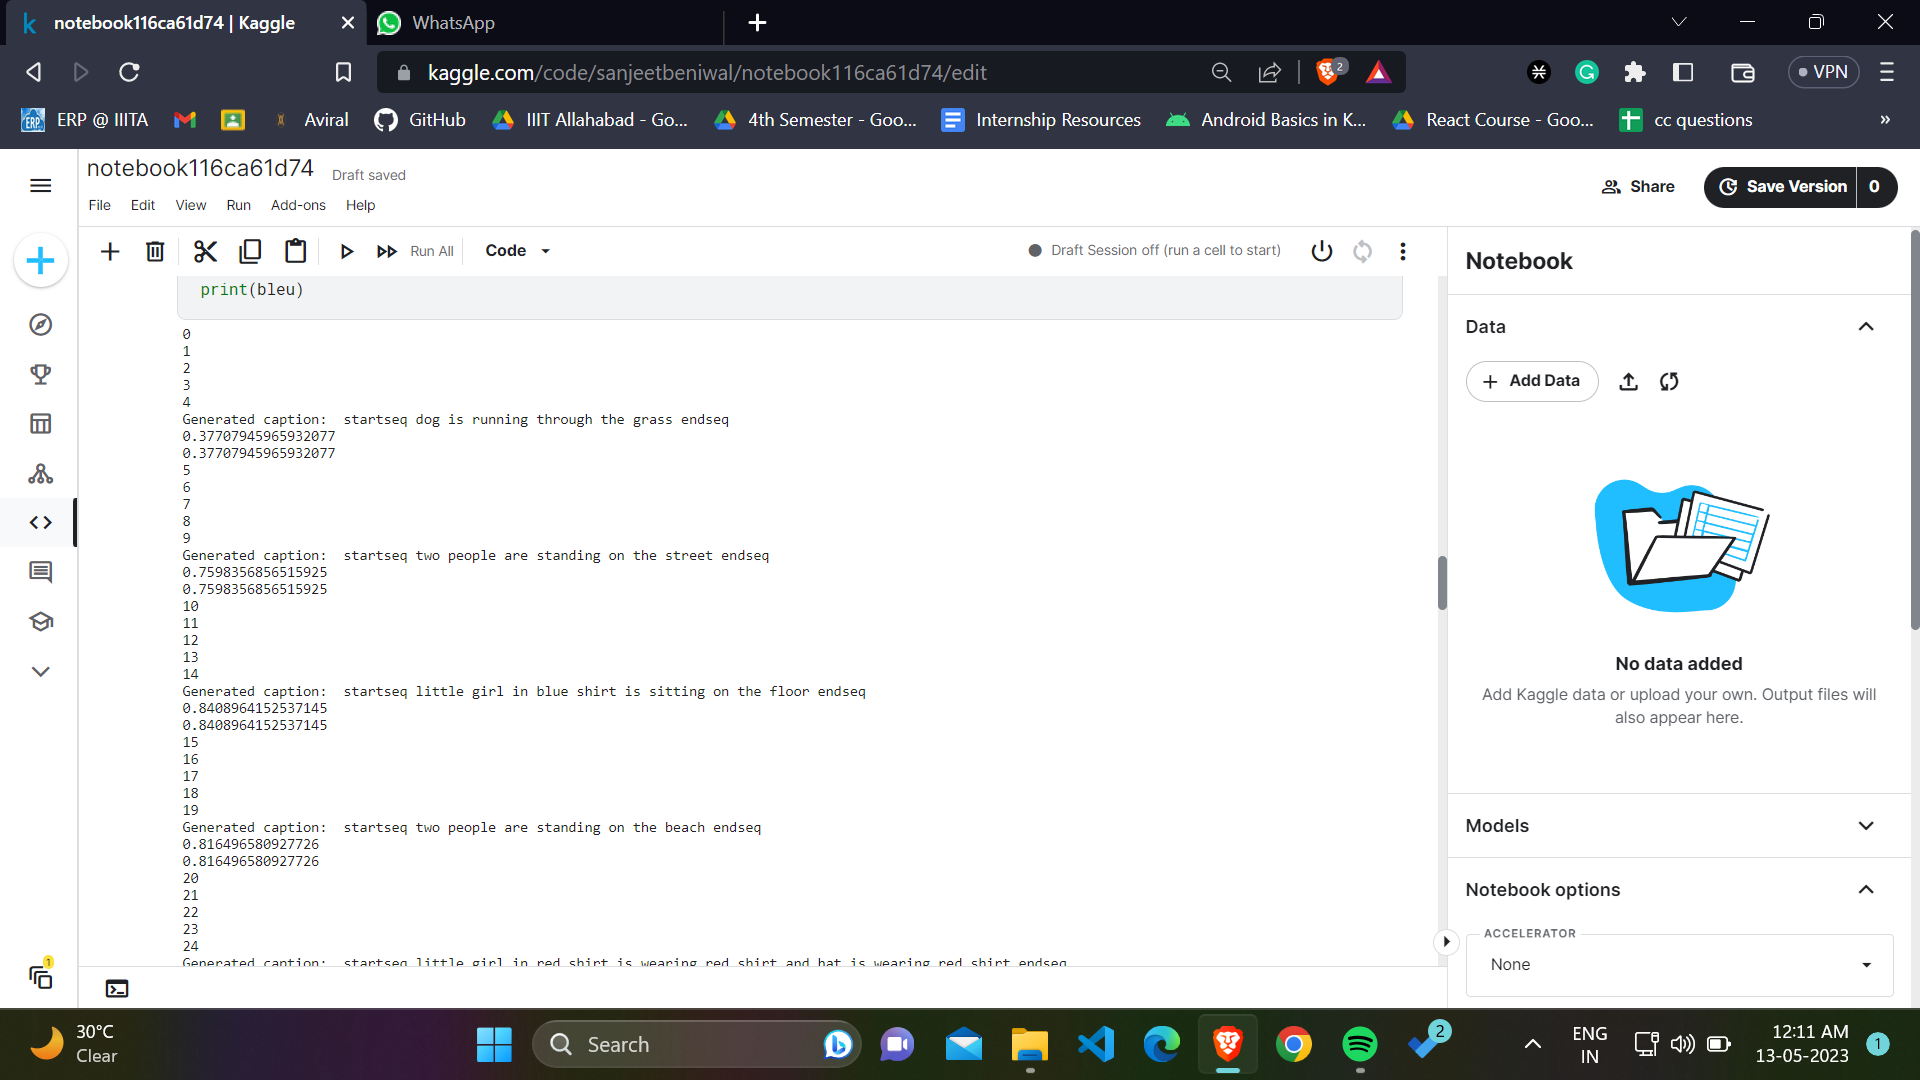 notebook116ca61d74 | Kaggle
WhatsApp
kaggle.com/code/sanjeetbeniwal/notebook116ca61d74/edit
2
VPN
ERP @ IIITA
Aviral
GitHub
IIIT Allahabad - Go...
4th Semester - Goo...
Internship Resources
Android Basics in K...
React Course - Goo...
cc questions
»
notebook116ca61d74
Draft saved
File Edit View Run Add-ons Help
Share
Save Version 0
Run All
Code
Draft Session off (run a cell to start)
print(bleu)
0
1
2
3
4
Generated caption:  startseq dog is running through the grass endseq
0.37707945965932077
0.37707945965932077
5
6
7
8
9
Generated caption:  startseq two people are standing on the street endseq
0.7598356856515925
0.7598356856515925
10
11
12
13
14
Generated caption:  startseq little girl in blue shirt is sitting on the floor endseq
0.8408964152537145
0.8408964152537145
15
16
17
18
19
Generated caption:  startseq two people are standing on the beach endseq
0.816496580927726
0.816496580927726
20
21
22
23
24
Generated caption:  startseq little girl in red shirt is wearing red shirt and hat is wearing red shirt endseq
1
Notebook
Data
Add Data
No data added
Add Kaggle data or upload your own. Output files will
also appear here.
Models
Notebook options
ACCELERATOR
None
30°C
Clear
Search
2
ENG
IN
12:11 AM
13-05-2023
1